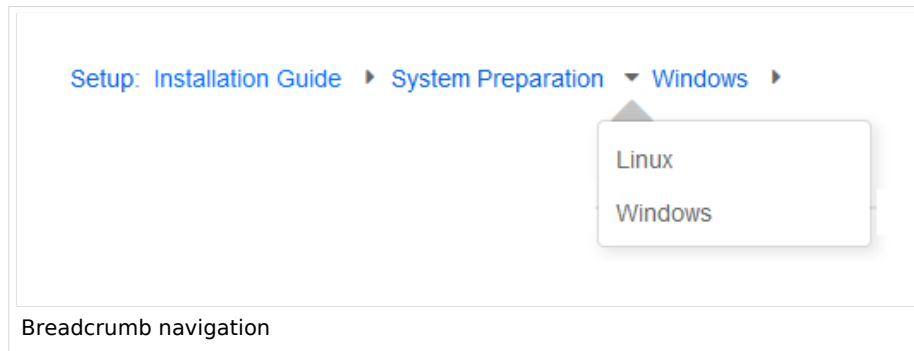 Setup: Installation Guide System Preparation Windows
Linux
Windows
Breadcrumb navigation